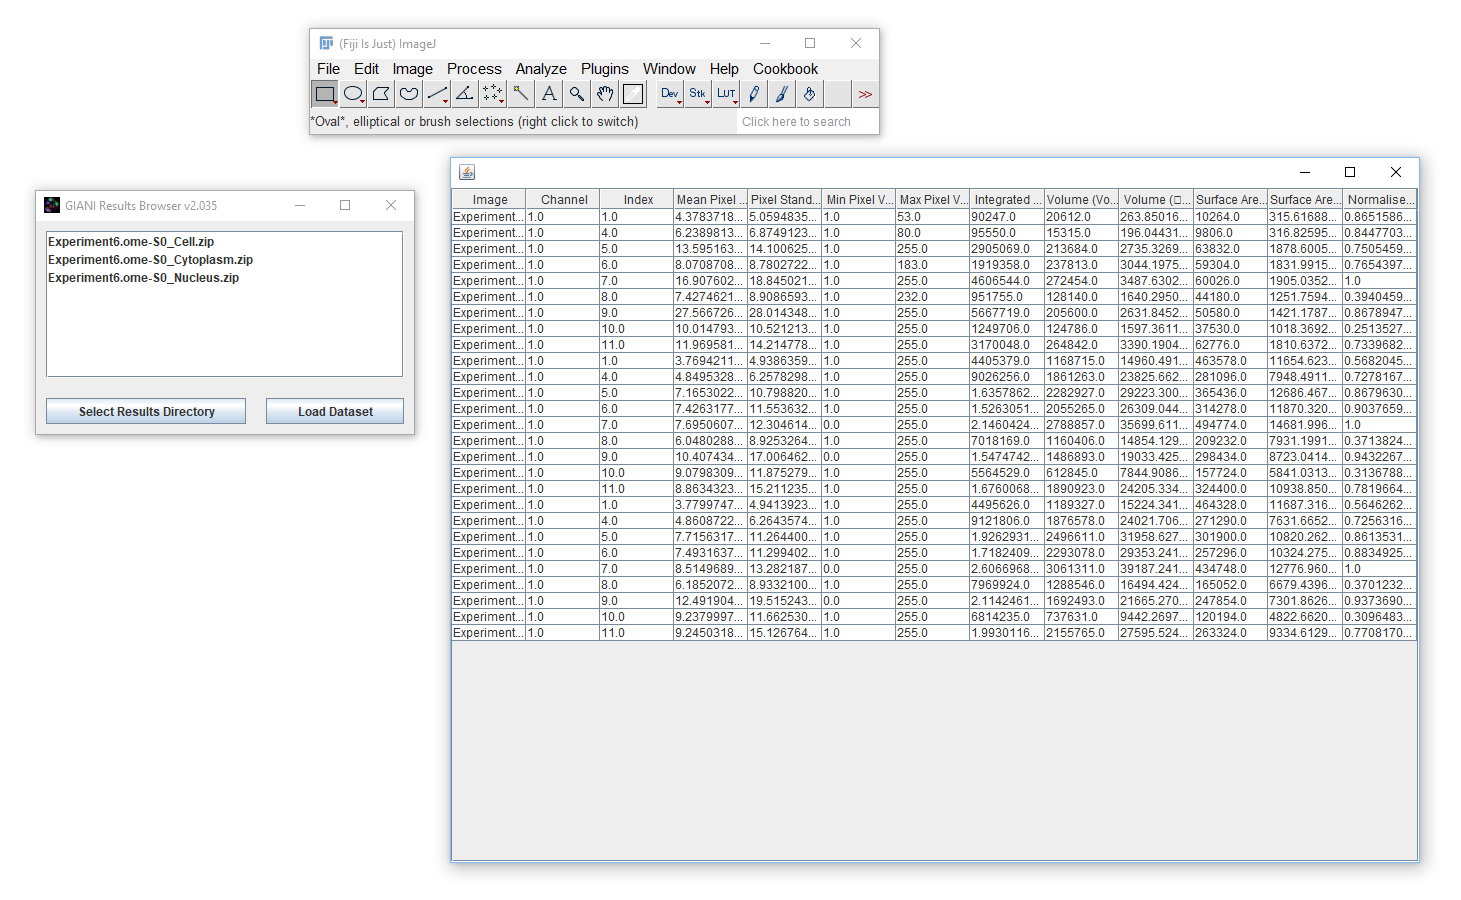 (Fiji Is Just) ImageJ
File Edit Image Process Analyze Plugins Window Help Cookbook
Dev Stk LUT >>
*Oval*, elliptical or brush selections (right click to switch) Click here to search
GIANI Results Browser v2.035
Experiment6.ome-S0_Cell.zip
Experiment6.ome-S0_Cytoplasm.zip
Experiment6.ome-S0_Nucleus.zip
Select Results Directory Load Dataset
Image Channel Index Mean Pixel ... Pixel Stand... Min Pixel V... Max Pixel V... Integrated ... Volume (Vo... Volume (□... Surface Are... Surface Are... Normalise...
Experiment... 1.0 1.0 4.3783718... 5.0594835... 1.0 53.0 90247.0 20612.0 263.85016... 10264.0 315.61688... 0.8651586...
Experiment... 1.0 4.0 6.2389813... 6.8749123... 1.0 80.0 95550.0 15315.0 196.04431... 9806.0 316.82595... 0.8447703...
Experiment... 1.0 5.0 13.595163... 14.100625... 1.0 255.0 2905069.0 213684.0 2735.3269... 63832.0 1878.6005... 0.7505459...
Experiment... 1.0 6.0 8.0708708... 8.7802722... 1.0 183.0 1919358.0 237813.0 3044.1975... 59304.0 1831.9915... 0.7654397...
Experiment... 1.0 7.0 16.907602... 18.845021... 1.0 255.0 4606544.0 272454.0 3487.6302... 60026.0 1905.0352... 1.0
Experiment... 1.0 8.0 7.4274621... 8.9086593... 1.0 232.0 951755.0 128140.0 1640.2950... 44180.0 1251.7594... 0.3940459...
Experiment... 1.0 9.0 27.566726... 28.014348... 1.0 255.0 5667719.0 205600.0 2631.8452... 50580.0 1421.1787... 0.8678947...
Experiment... 1.0 10.0 10.014793... 10.521213... 1.0 255.0 1249706.0 124786.0 1597.3611... 37530.0 1018.3692... 0.2513527...
Experiment... 1.0 11.0 11.969581... 14.214778... 1.0 255.0 3170048.0 264842.0 3390.1904... 62776.0 1810.6372... 0.7339682...
Experiment... 1.0 1.0 3.7694211... 4.9386359... 1.0 255.0 4405379.0 1168715.0 14960.491... 463578.0 11654.623... 0.5682045...
Experiment... 1.0 4.0 4.8495328... 6.2578298... 1.0 255.0 9026256.0 1861263.0 23825.662... 281096.0 7948.4911... 0.7278167...
Experiment... 1.0 5.0 7.1653022... 10.798820... 1.0 255.0 1.6357862... 2282927.0 29223.300... 365436.0 12686.467... 0.8679630...
Experiment... 1.0 6.0 7.4263177... 11.553632... 1.0 255.0 1.5263051... 2055265.0 26309.044... 314278.0 11870.320... 0.9037659...
Experiment... 1.0 7.0 7.6950607... 12.304614... 0.0 255.0 2.1460424... 2788857.0 35699.611... 494774.0 14681.996... 1.0
Experiment... 1.0 8.0 6.0480288... 8.9253264... 1.0 255.0 7018169.0 1160406.0 14854.129... 209232.0 7931.1991... 0.3713824...
Experiment... 1.0 9.0 10.407434... 17.006462... 0.0 255.0 1.5474742... 1486893.0 19033.425... 298434.0 8723.0414... 0.9432267...
Experiment... 1.0 10.0 9.0798309... 11.875279... 1.0 255.0 5564529.0 612845.0 7844.9086... 157724.0 5841.0313... 0.3136788...
Experiment... 1.0 11.0 8.8634323... 15.211235... 1.0 255.0 1.6760068... 1890923.0 24205.334... 324400.0 10938.850... 0.7819664...
Experiment... 1.0 1.0 3.7799747... 4.9413923... 1.0 255.0 4495626.0 1189327.0 15224.341... 464328.0 11687.316... 0.5646262...
Experiment... 1.0 4.0 4.8608722... 6.2643574... 1.0 255.0 9121806.0 1876578.0 24021.706... 271290.0 7631.6652... 0.7256316...
Experiment... 1.0 5.0 7.7156317... 11.264400... 1.0 255.0 1.9262931... 2496611.0 31958.627... 301900.0 10820.262... 0.8613531...
Experiment... 1.0 6.0 7.4931637... 11.299402... 1.0 255.0 1.7182409... 2293078.0 29353.241... 257296.0 10324.275... 0.8834925...
Experiment... 1.0 7.0 8.5149689... 13.282187... 0.0 255.0 2.6066968... 3061311.0 39187.241... 434748.0 12776.960... 1.0
Experiment... 1.0 8.0 6.1852072... 8.9332100... 1.0 255.0 7969924.0 1288546.0 16494.424... 165052.0 6679.4396... 0.3701232...
Experiment... 1.0 9.0 12.491904... 19.515243... 0.0 255.0 2.1142461... 1692493.0 21665.270... 247854.0 7301.8626... 0.9373690...
Experiment... 1.0 10.0 9.2379997... 11.662530... 1.0 255.0 6814235.0 737631.0 9442.2697... 120194.0 4822.6620... 0.3096483...
Experiment... 1.0 11.0 9.2450318... 15.126764... 1.0 255.0 1.9930116... 2155765.0 27595.524... 263324.0 9334.6129... 0.7708170...